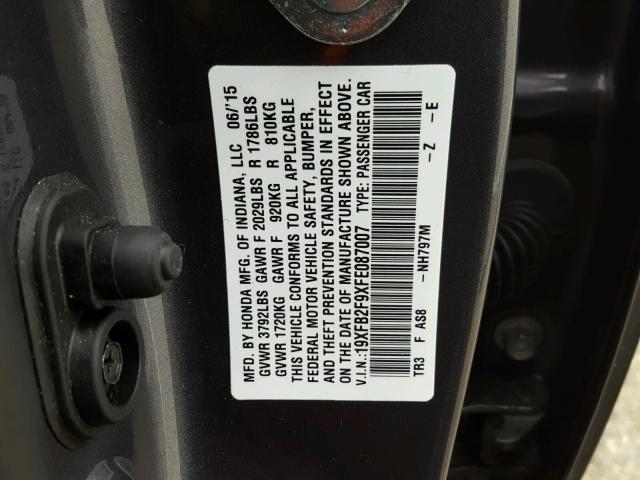 MFD. BY HONDA MFG. OF INDIANA, LLC 06/'15
GVWR 3792LBS GAWR F 2029LBS R 1786LBS
GVWR 1720KG GAWR F 920KG R 810KG
THIS VEHICLE CONFORMS TO ALL APPLICABLE
FEDERAL MOTOR VEHICLE SAFETY, BUMPER,
AND THEFT PREVENTION STANDARDS IN EFFECT
ON THE DATE OF MANUFACTURE SHOWN ABOVE.
V.I.N.:19XFB2F9XFE087007 TYPE: PASSENGER CAR
TR3 F AS8 -NH797M -Z -E